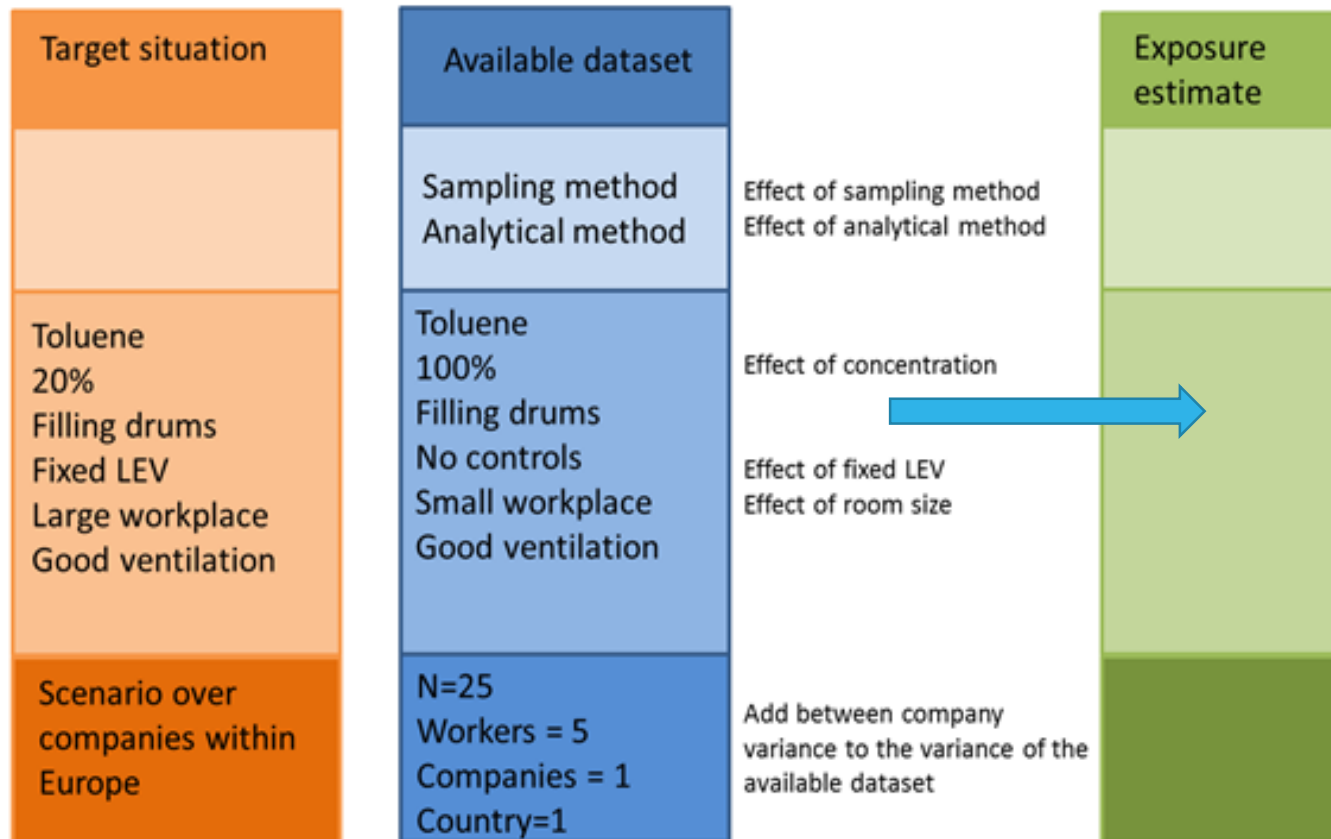 Target situation
Available dataset
Exposure
estimate
Sampling method
Analytical method
Effect of sampling method
Effect of analytical method
Toluene
20%
Filling drums
Fixed LEV
Large workplace
Good ventilation
Toluene
100%
Filling drums
No controls
Small workplace
Good ventilation
Effect of concentration
Effect of fixed LEV
Effect of room size
Scenario over
companies within
Europe
N=25
Workers = 5
Companies = 1
Country=1
Add between company
variance to the variance of the
available dataset